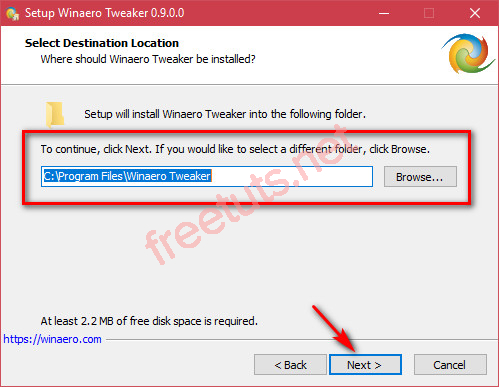 Setup Winaero Tweaker 0.9.0.0
Select Destination Location
Where should Winaero Tweaker be installed?
Setup will install Winaero Tweaker into the following folder.
To continue, click Next. If you would like to select a different folder, click Browse.
C:\Program Files\Winaero Tweaker
Browse...
freetuts.net
At least 2.2 MB of free disk space is required.
https://winaero.com
< Back
Next >
Cancel